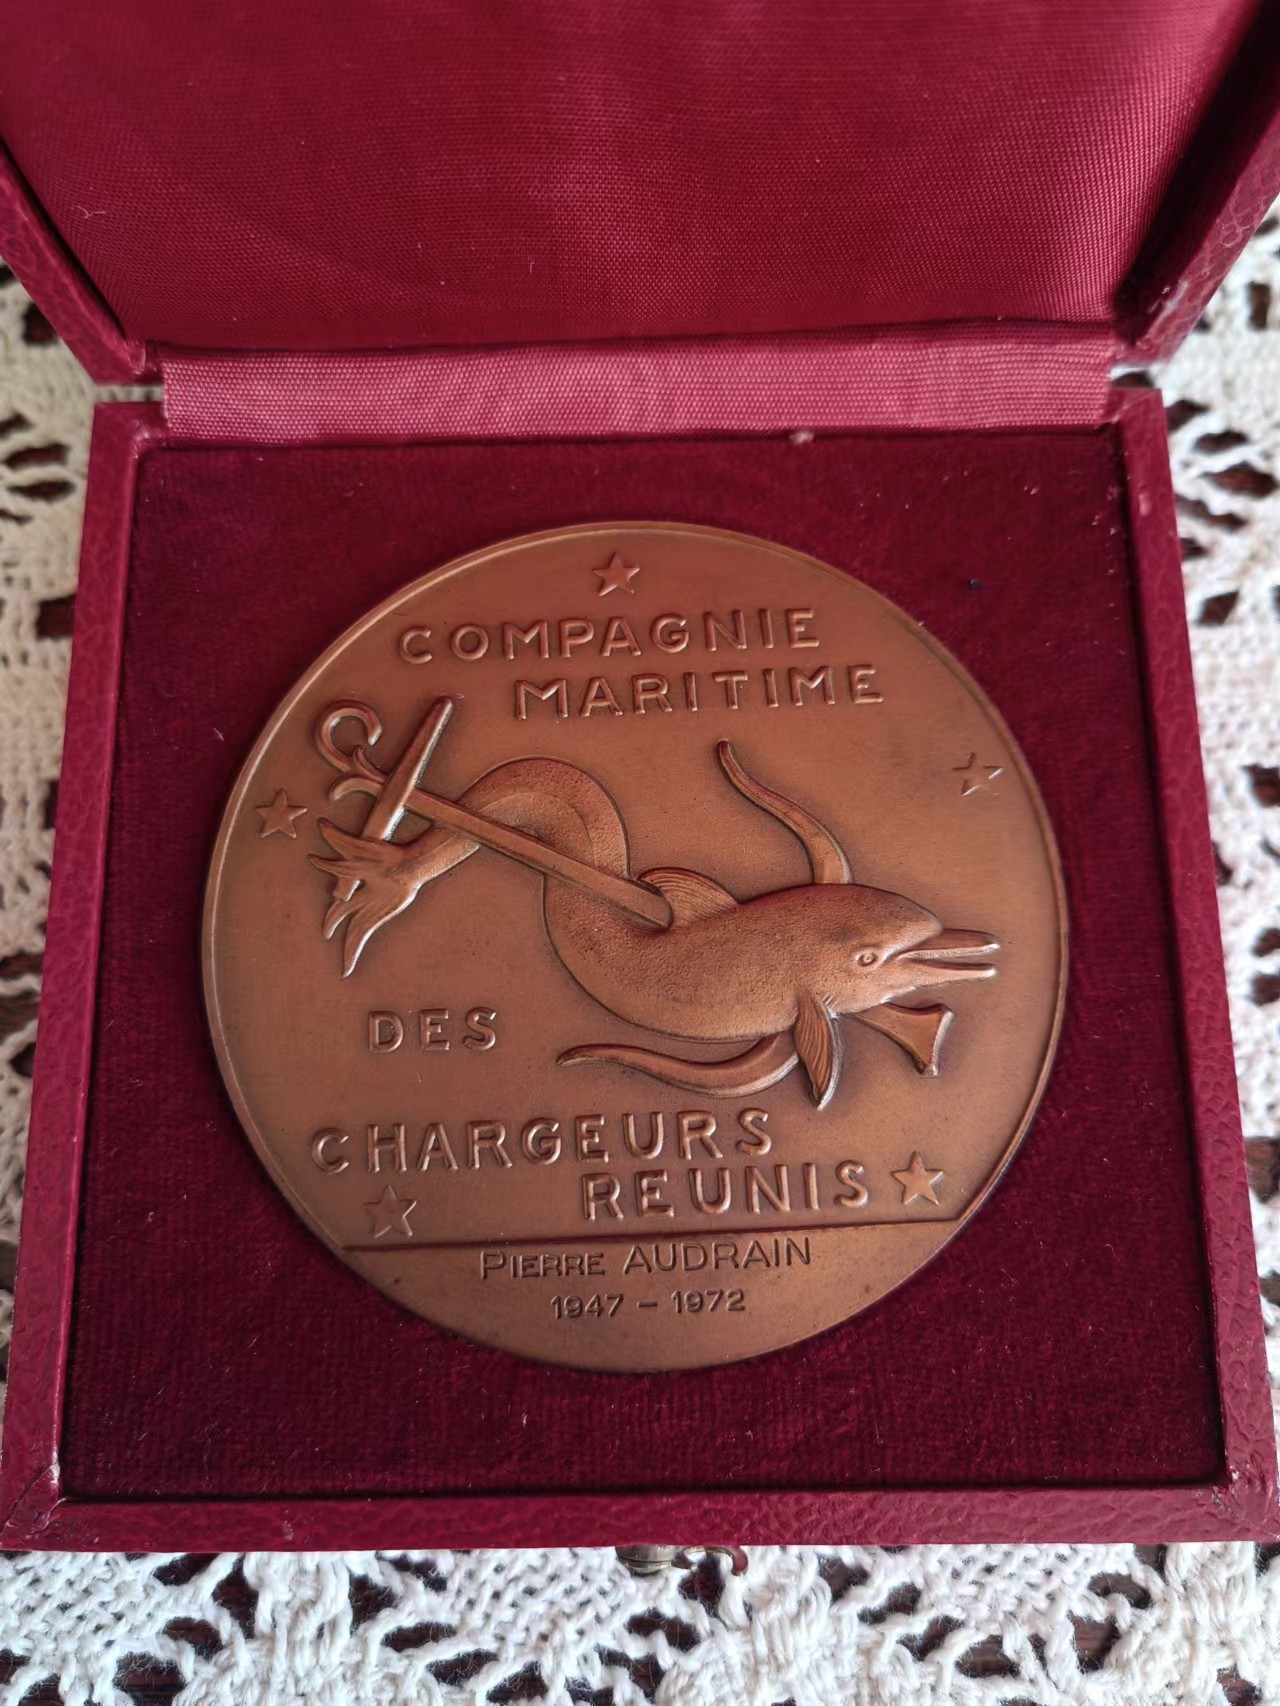 COMPAGNIE
MARITIME
DES
CHARGEURS
REUNIS
PIERRE AUDRAIN
1947 - 1972